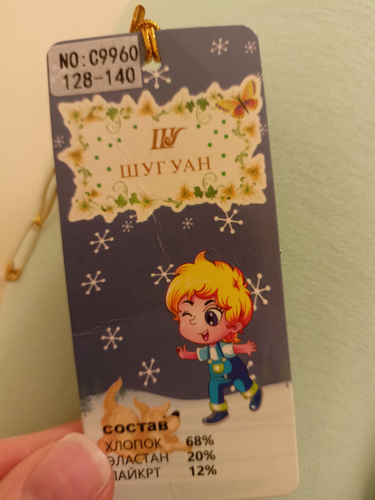 NO:C9960
128-140
ШУГУАН
состав
ХЛОПОК 68%
ЭЛАСТАН 20%
ЛАЙКРТ 12%